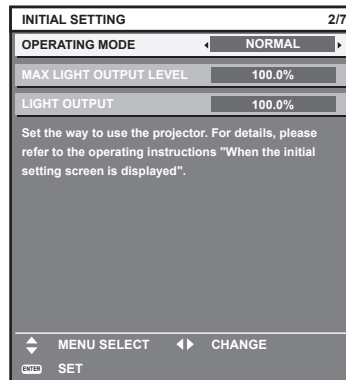 INITIAL SETTING 2/7
OPERATING MODE NORMAL
MAX LIGHT OUTPUT LEVEL 100.0%
LIGHT OUTPUT 100.0%
Set the way to use the projector. For details, please
refer to the operating instructions "When the initial
setting screen is displayed".
MENU SELECT CHANGE
ENTER SET